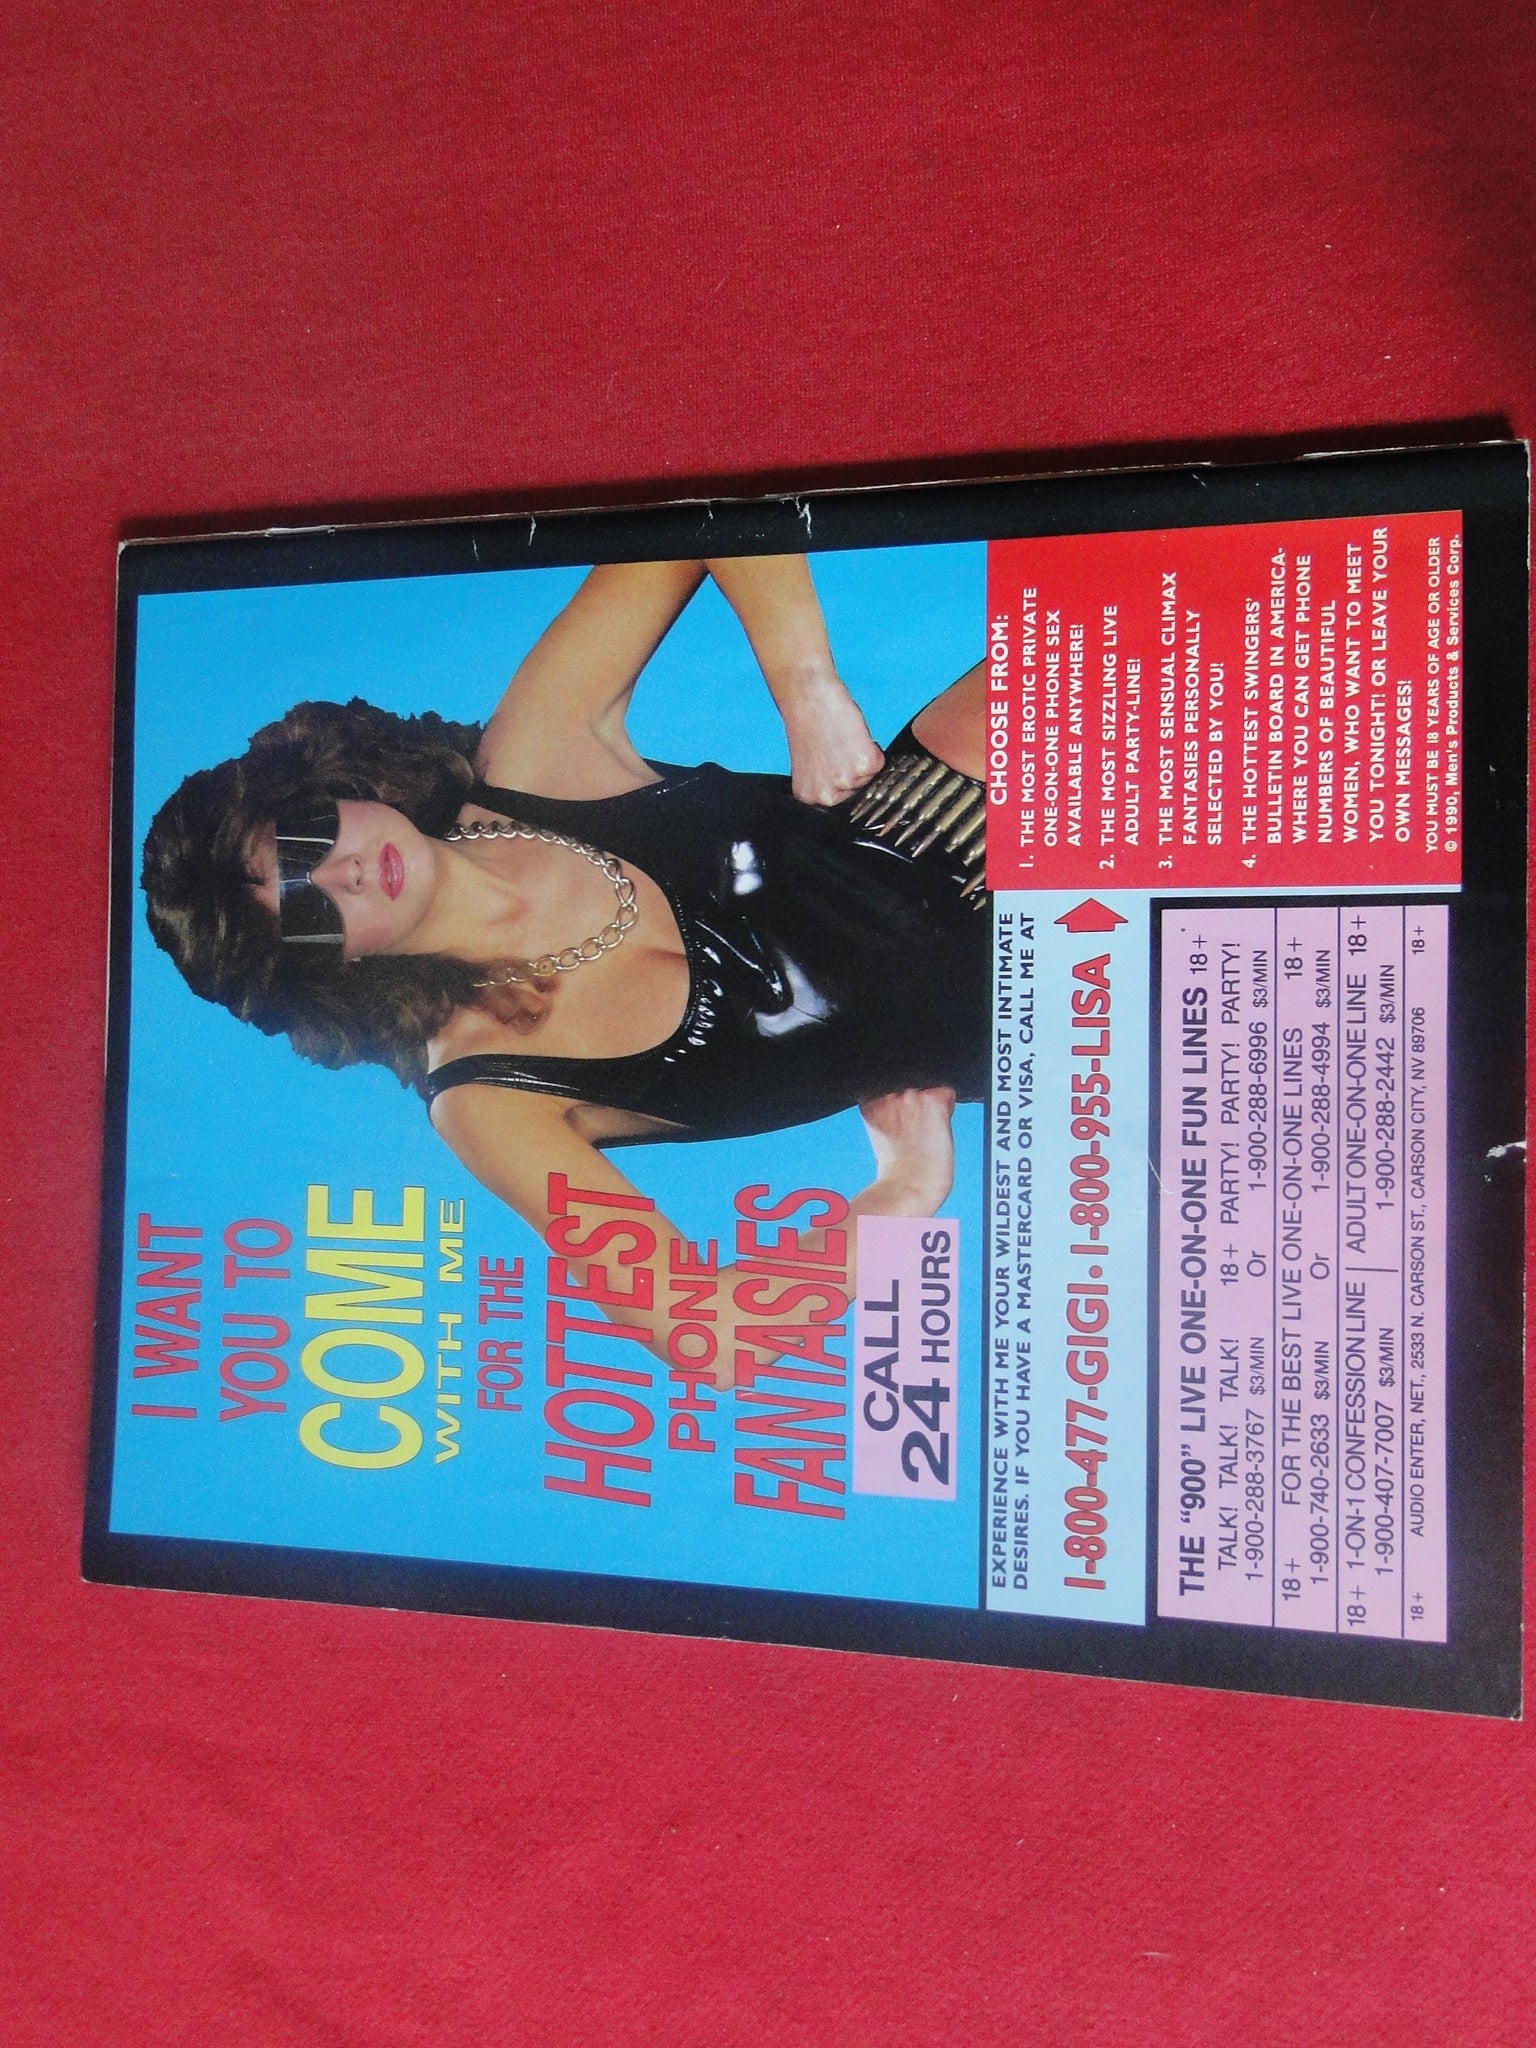 I WANT
YOU TO
COME
WITH ME
FOR THE
HOTTEST
PHONE
FANTASIES
CALL
24 HOURS
EXPERIENCE WITH ME YOUR WILDEST AND MOST INTIMATE
DESIRES. IF YOU HAVE A MASTERCARD OR VISA, CALL ME AT
1-800-477-GIGI • 1-800-955-LISA
THE "900" LIVE ONE-ON-ONE FUN LINES 18+
TALK! TALK! TALK! 18+ PARTY! PARTY! PARTY!
1-900-288-3767 $3/MIN Or 1-900-288-6996 $3/MIN
18+ FOR THE BEST LIVE ONE-ON-ONE LINES 18+
1-900-740-2633 $3/MIN Or 1-900-288-4994 $3/MIN
18+ 1-ON-1 CONFESSION LINE ADULT ONE-ON-ONE LINE 18+
1-900-407-7007 $3/MIN 1-900-288-2442 $3/MIN
18+ AUDIO ENTER, NET., 2533 N. CARSON ST., CARSON CITY, NV 89706 18+
CHOOSE FROM:
1. THE MOST EROTIC PRIVATE
ONE-ON-ONE PHONE SEX
AVAILABLE ANYWHERE!
2. THE MOST SIZZLING LIVE
ADULT PARTY-LINE!
3. THE MOST SENSUAL CLIMAX
FANTASIES PERSONALLY
SELECTED BY YOU!
4. THE HOTTEST SWINGERS'
BULLETIN BOARD IN AMERICA-
WHERE YOU CAN GET PHONE
NUMBERS OF BEAUTIFUL
WOMEN, WHO WANT TO MEET
YOU TONIGHT! OR LEAVE YOUR
OWN MESSAGES!
YOU MUST BE 18 YEARS OF AGE OR OLDER
© 1990, Men's Products & Services Corp.